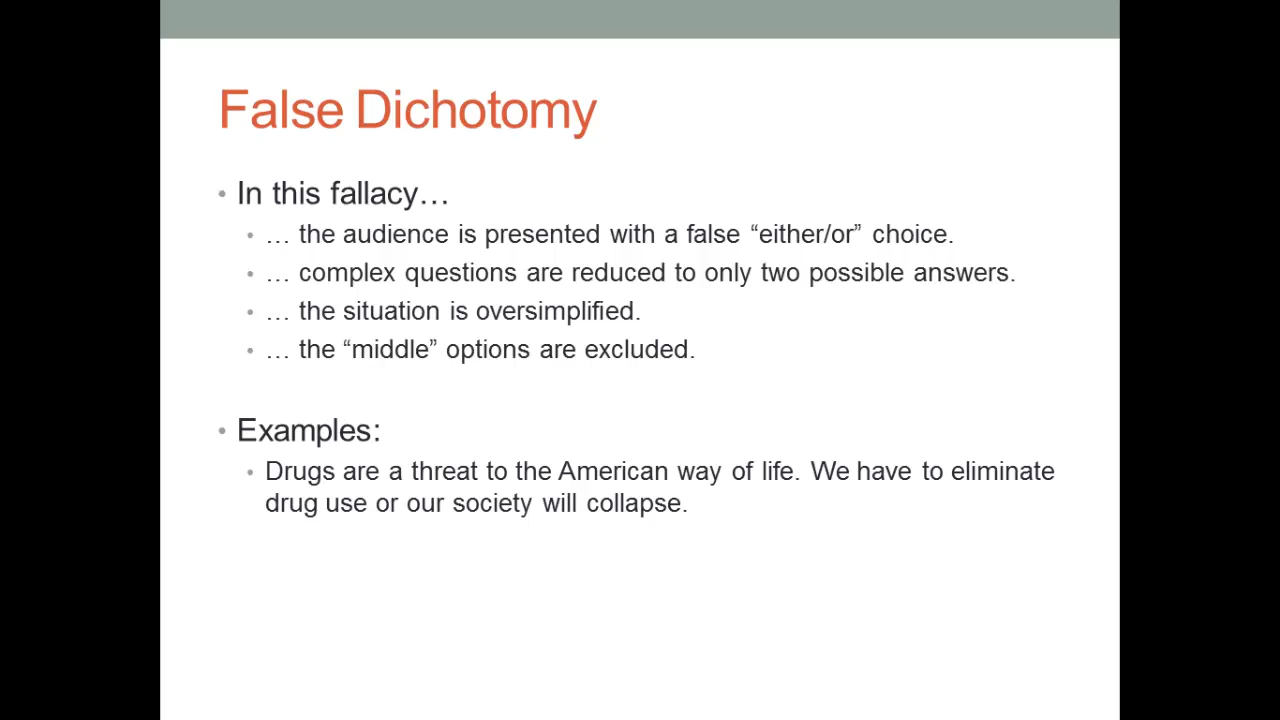 False Dichotomy
• In this fallacy…
• … the audience is presented with a false “either/or” choice.
• … complex questions are reduced to only two possible answers.
• … the situation is oversimplified.
• … the “middle” options are excluded.
• Examples:
• Drugs are a threat to the American way of life. We have to eliminate
drug use or our society will collapse.